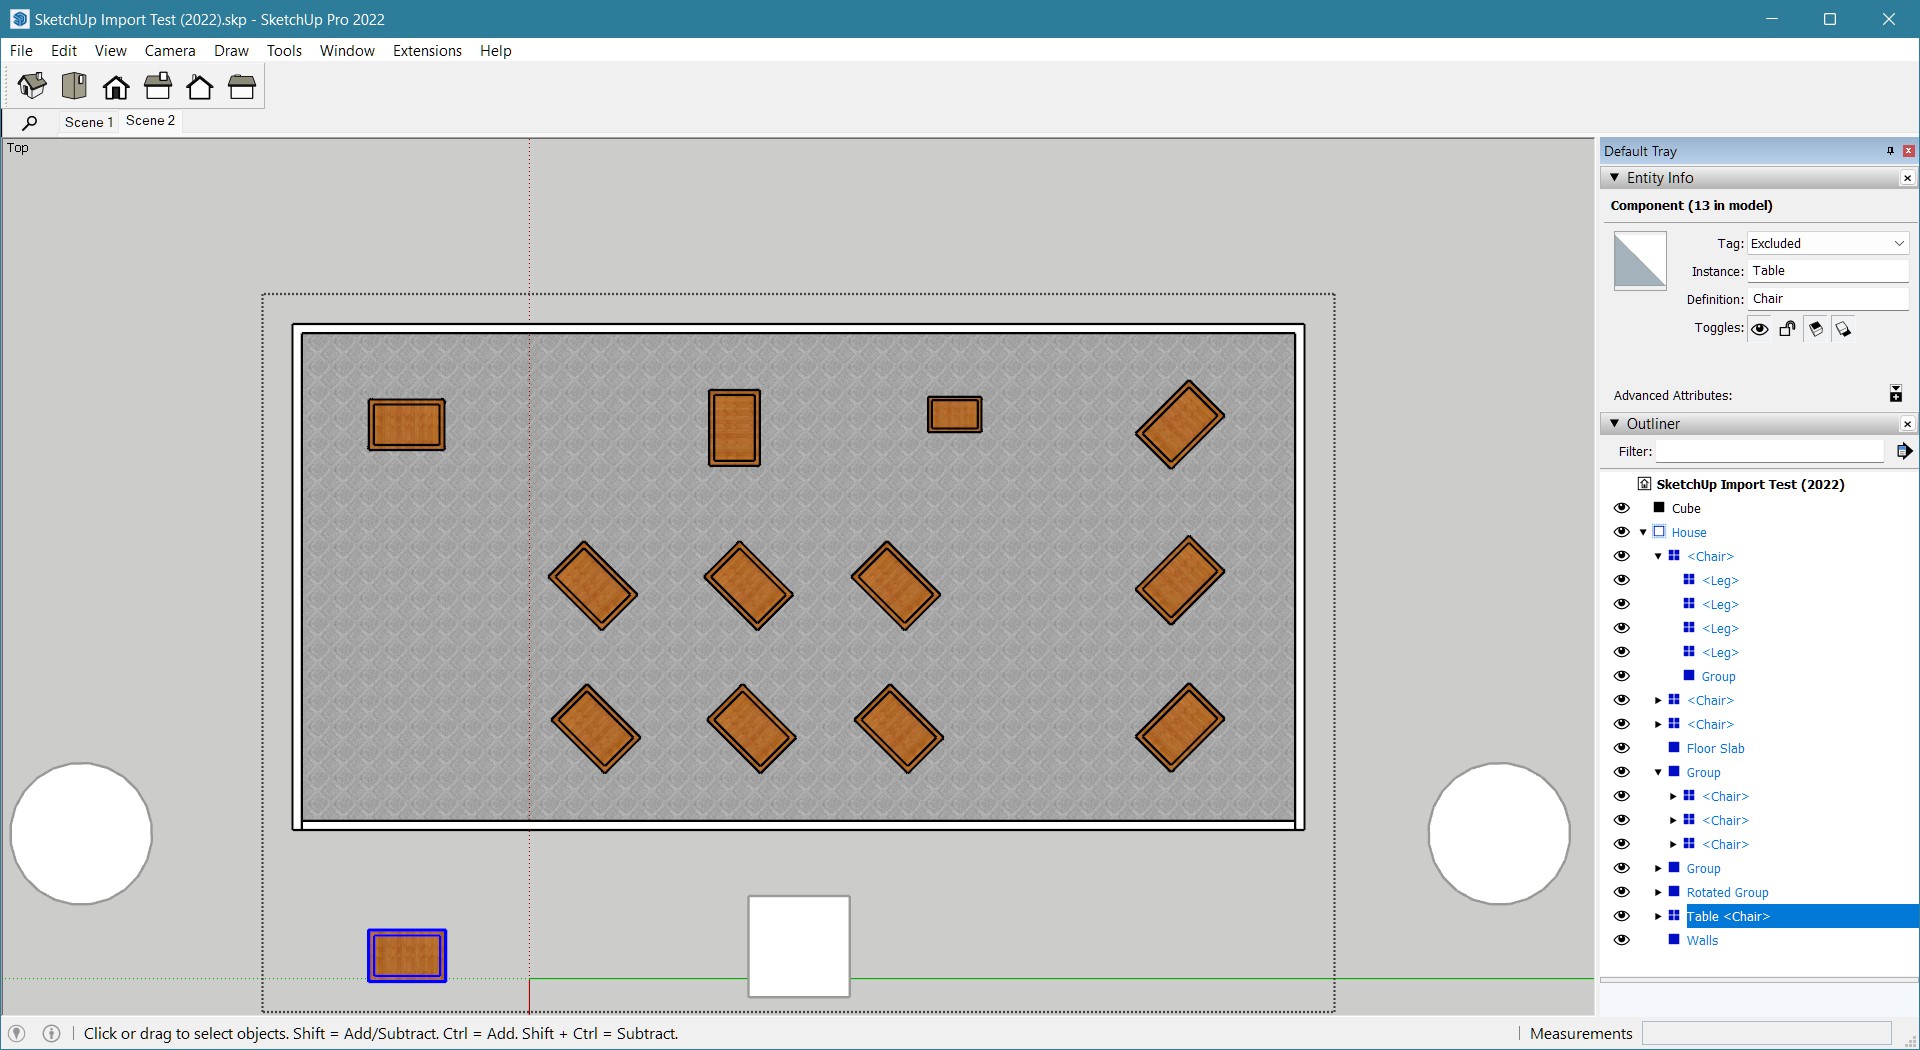 SketchUp Import Test (2022).skp - SketchUp Pro 2022
File Edit View Camera Draw Tools Window Extensions Help
Scene 1 Scene 2
Top
Default Tray
Entity Info
Component (13 in model)
Tag: Excluded
Instance: Table
Definition: Chair
Toggles:
Advanced Attributes:
Outliner
Filter:
SketchUp Import Test (2022)
Cube
House
<Chair>
<Leg>
<Leg>
<Leg>
<Leg>
Group
<Chair>
<Chair>
Floor Slab
Group
<Chair>
<Chair>
<Chair>
Group
Rotated Group
Table <Chair>
Walls
Click or drag to select objects. Shift = Add/Subtract. Ctrl = Add. Shift + Ctrl = Subtract.
Measurements